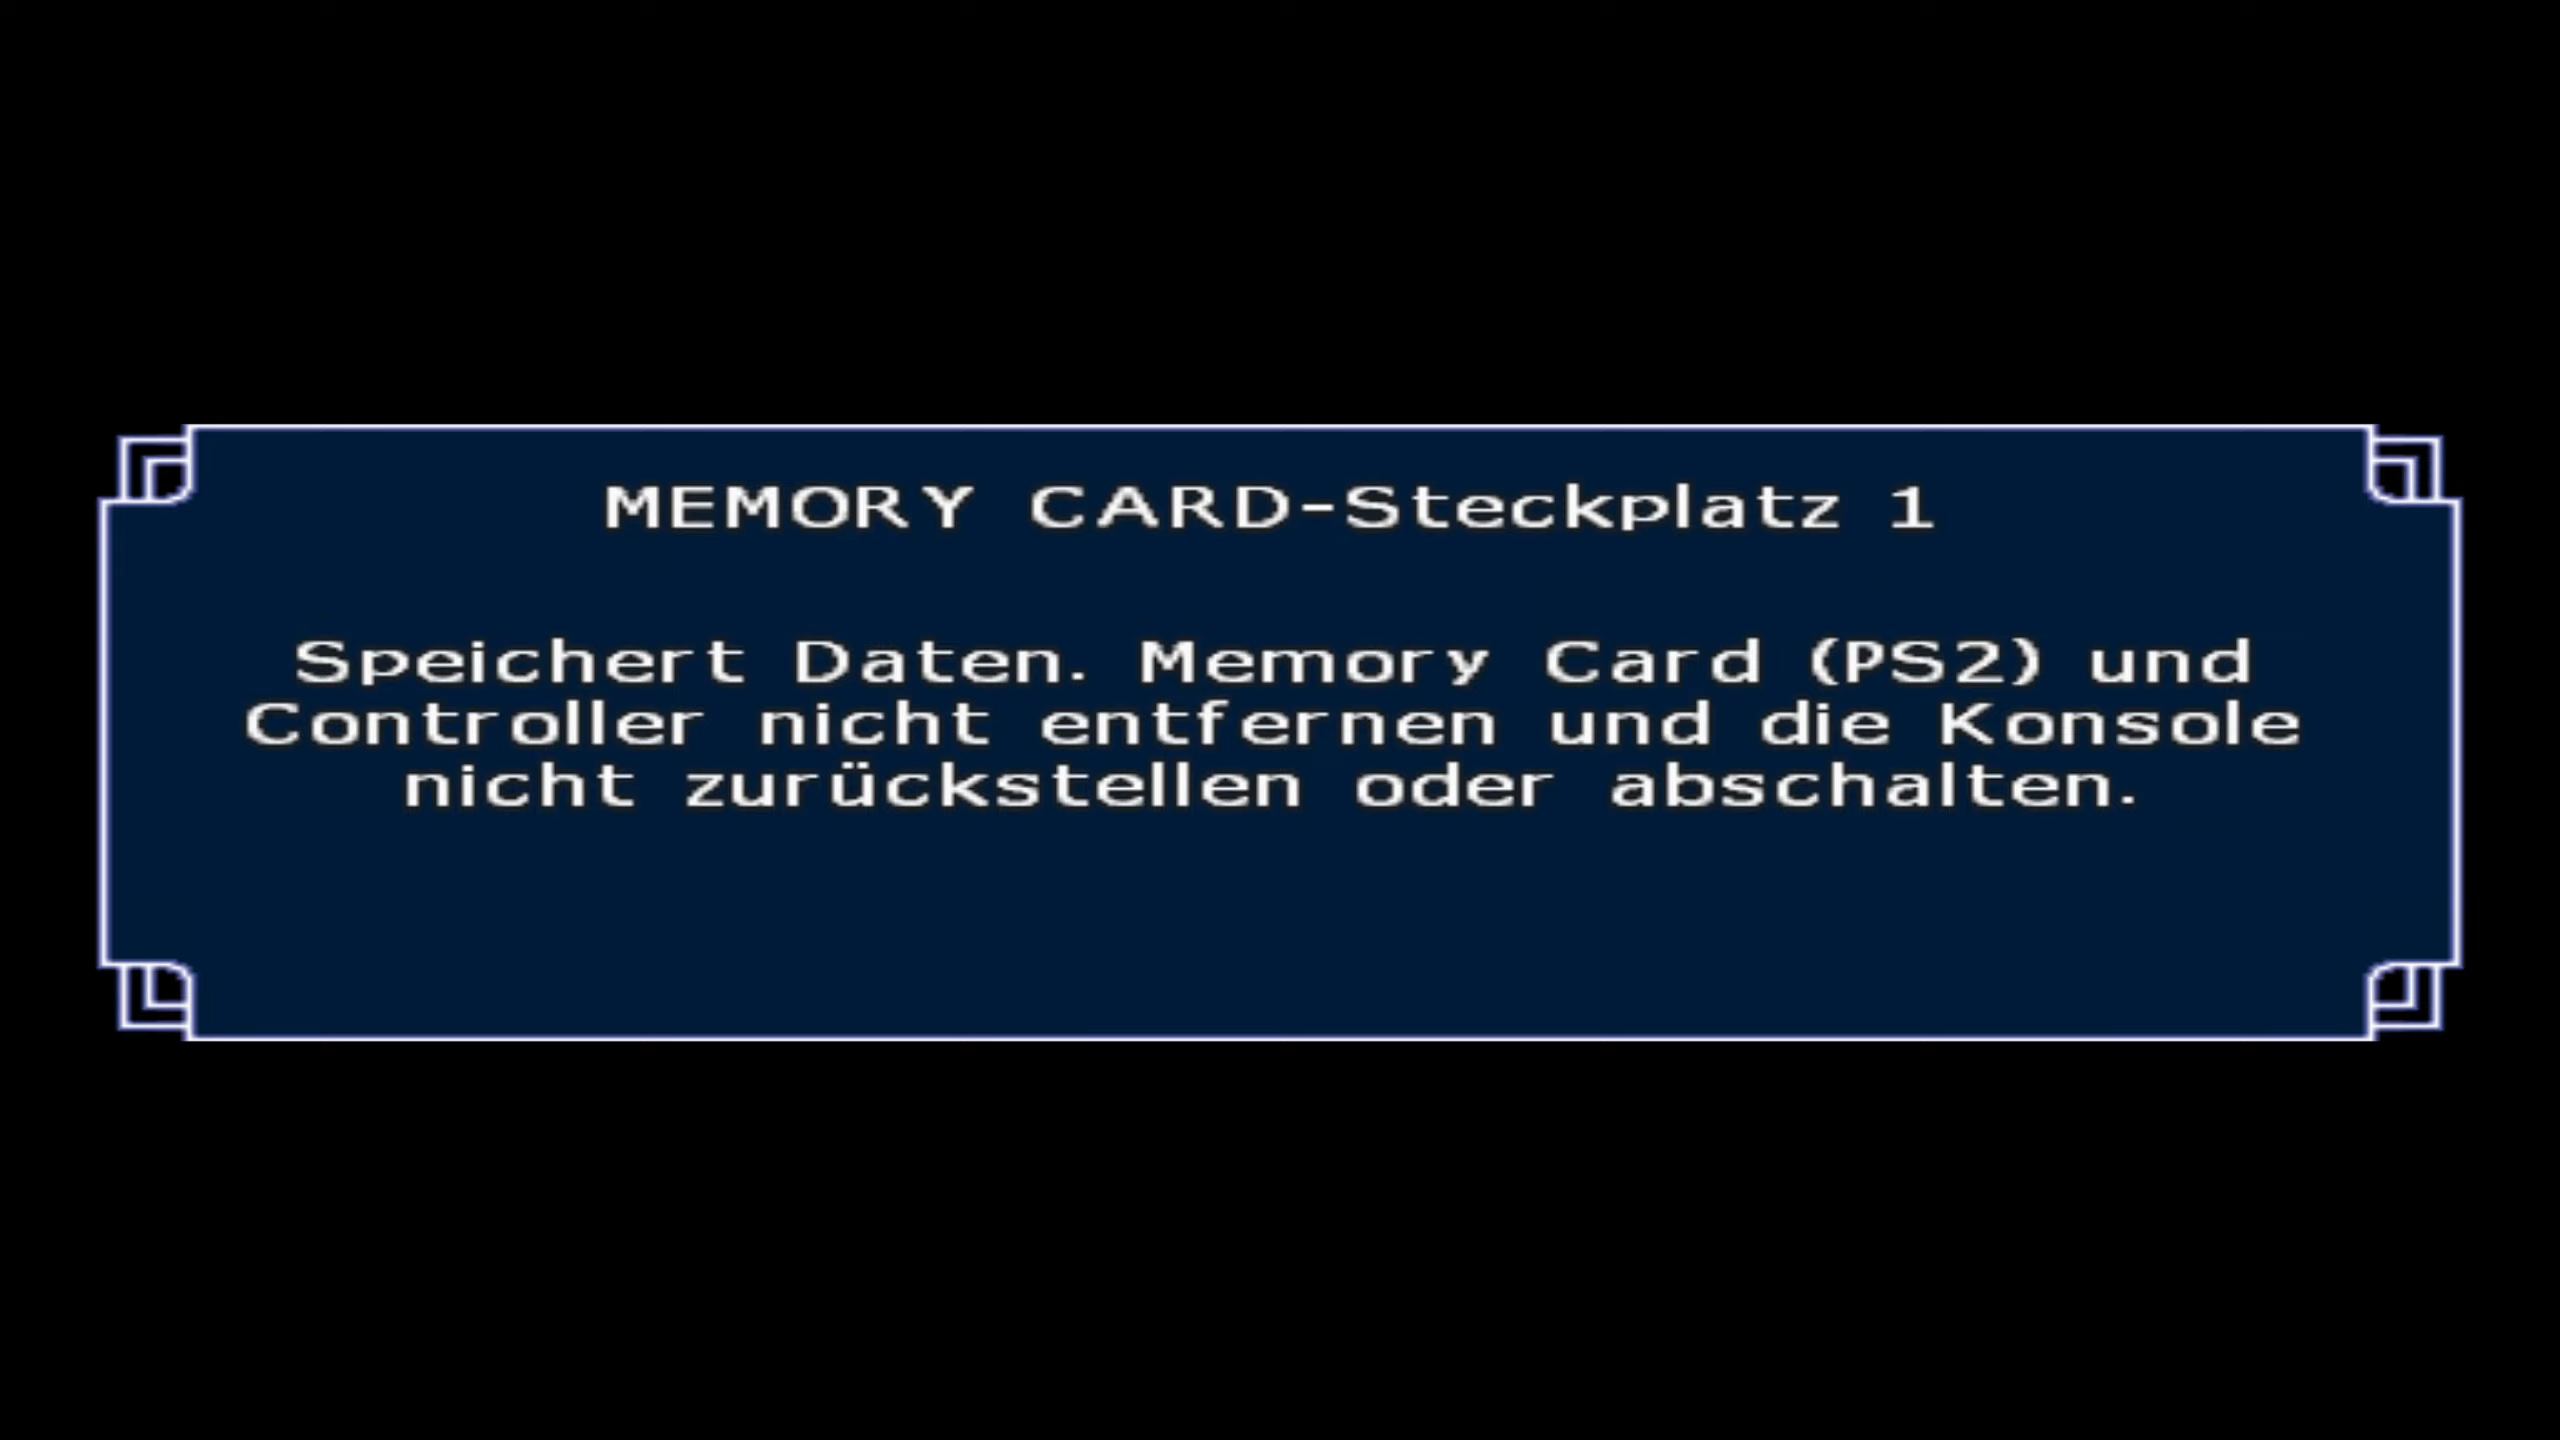 MEMORY CARD-Steckplatz 1
Speichert Daten. Memory Card (PS2) und
Controller nicht entfernen und die Konsole
nicht zurückstellen oder abschalten.